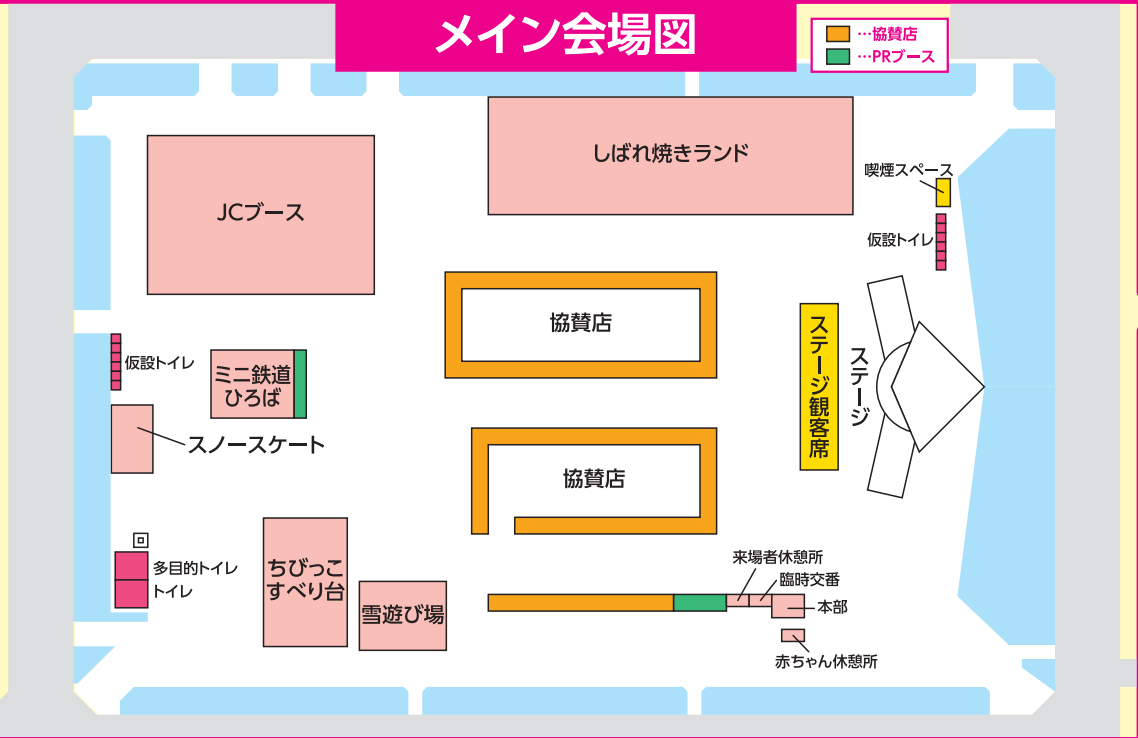 メイン会場図
…協賛店
…PRブース
しばれ焼きランド
JCブース
喫煙スペース
仮設トイレ
協賛店
ステージ観客席
ステージ
仮設トイレ
ミニ鉄道
ひろば
スノースケート
協賛店
多目的トイレ
トイレ
ちびっこ
すべり台
雪遊び場
来場者休憩所
臨時交番
本部
赤ちゃん休憩所